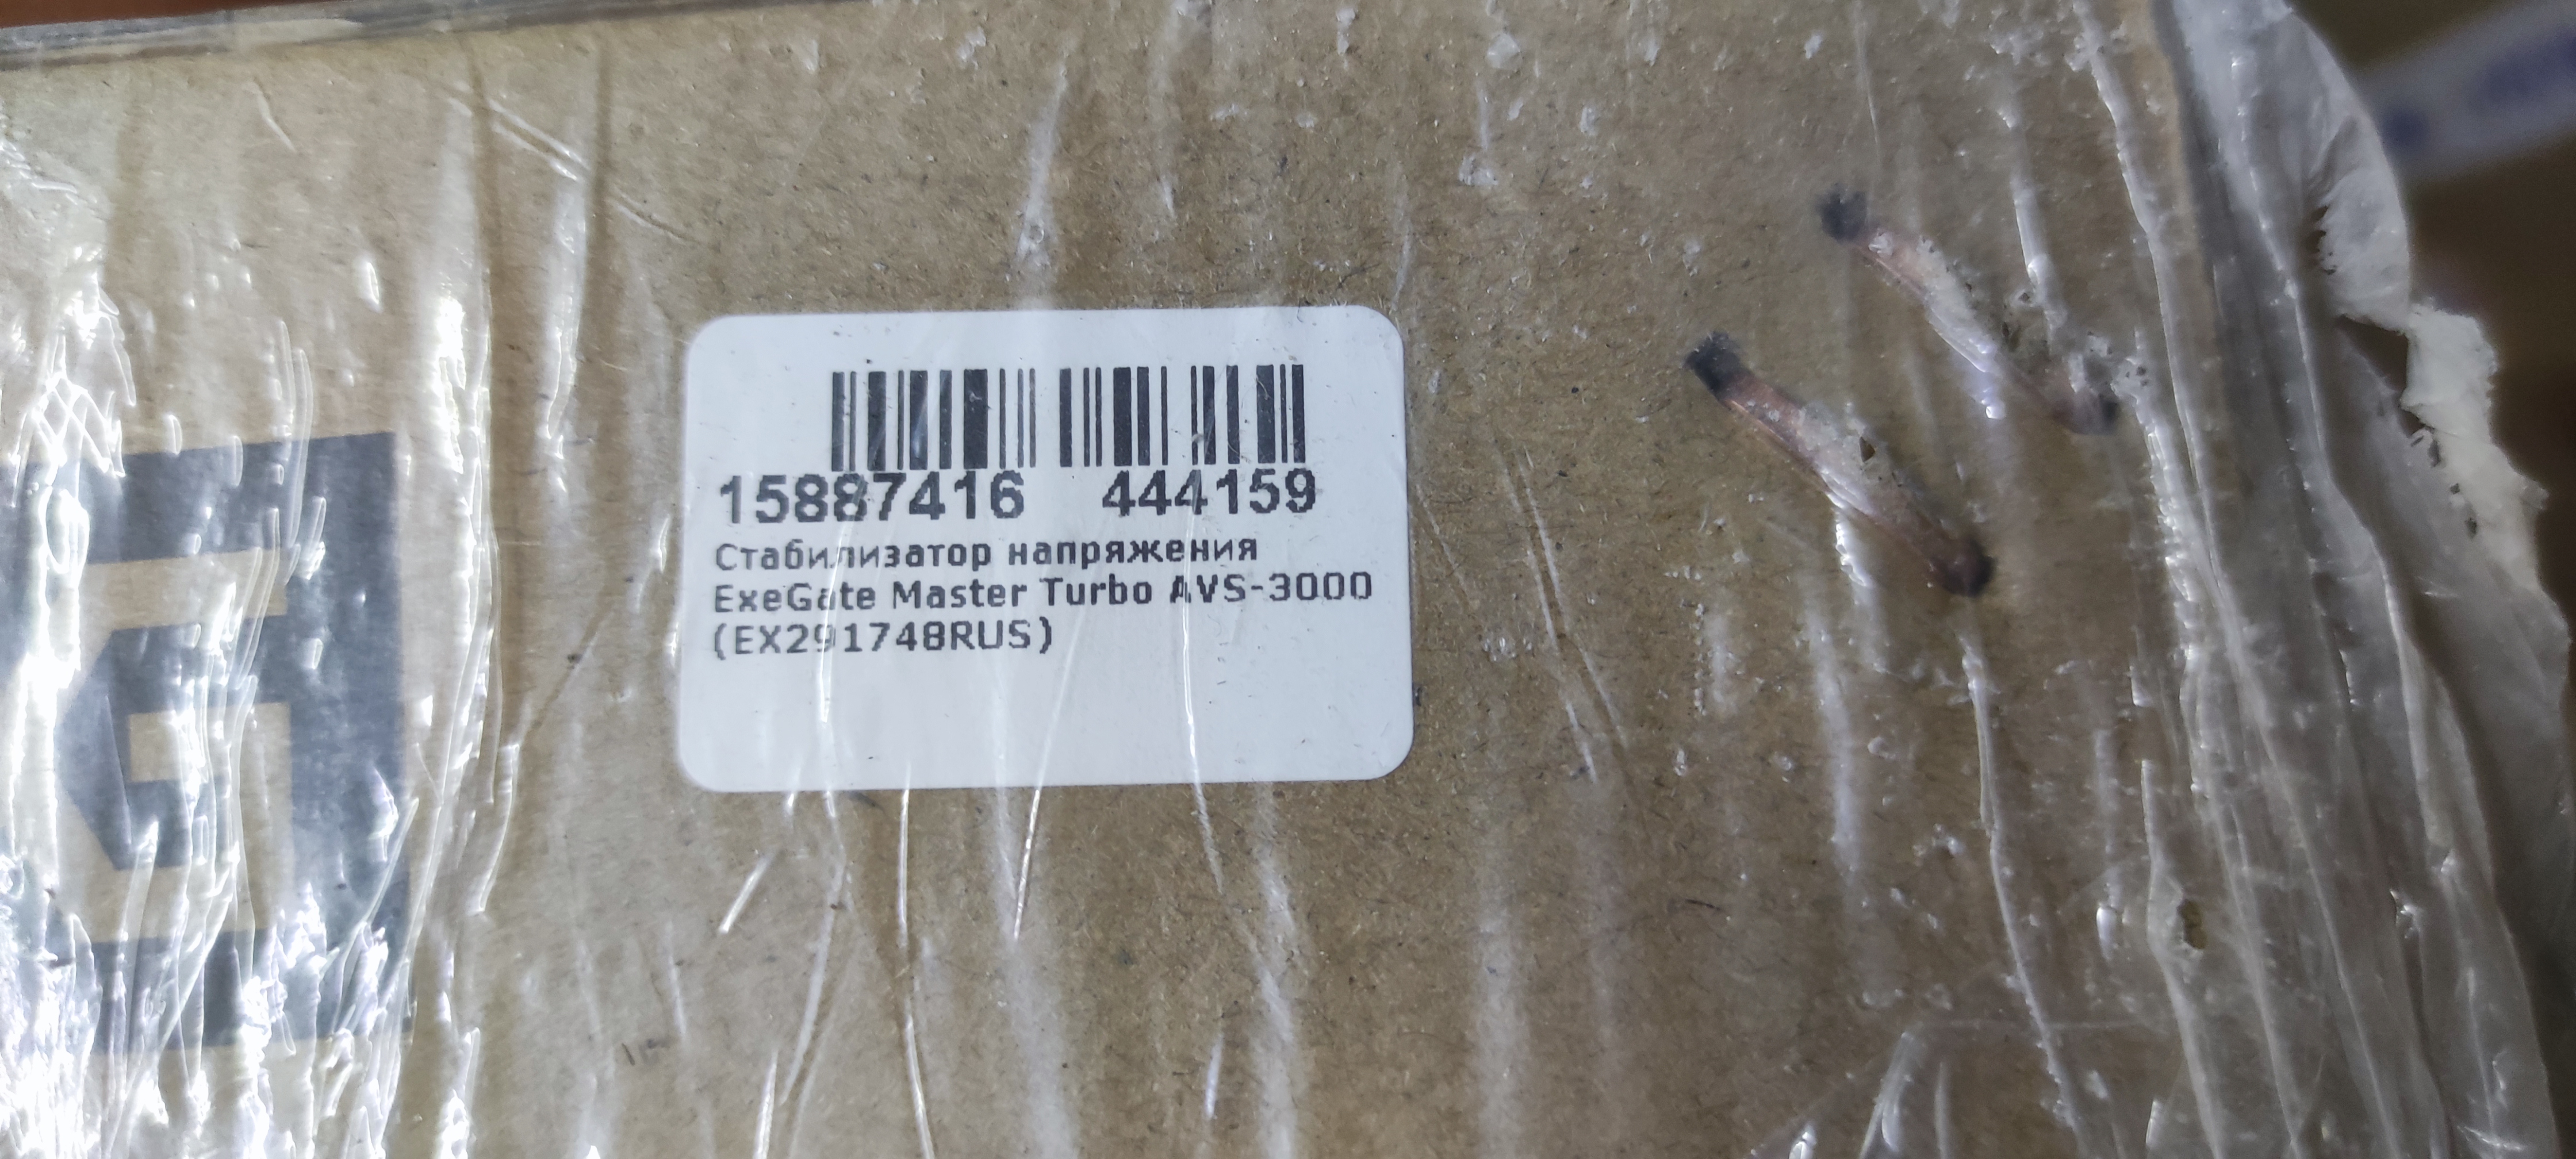 15887416 444159
Стабилизатор напряжения
ExeGate Master Turbo AVS-3000
(EX291748RUS)